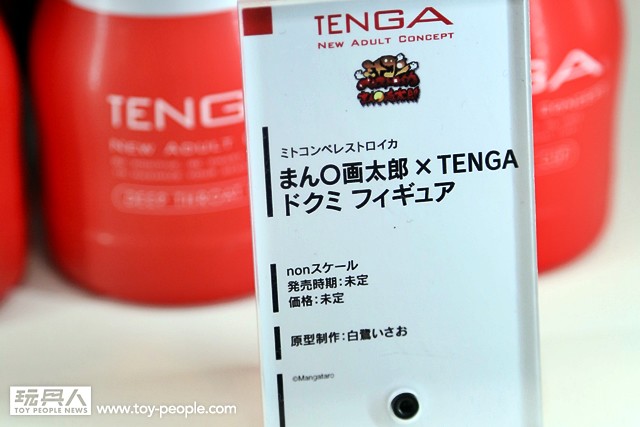 TENGA
NEW ADULT CONCEPT
ミトコンペレストロイカ
まん〇画太郎×TENGA
ドクミ フィギュア
nonスケール
発売時期:未定
価格:未定
原型制作:白鷺いさお
©Mangataro
TENGA
NEW ADULT
DEEP THROAT
玩具人
TOY PEOPLE NEWS
www.toy-people.com